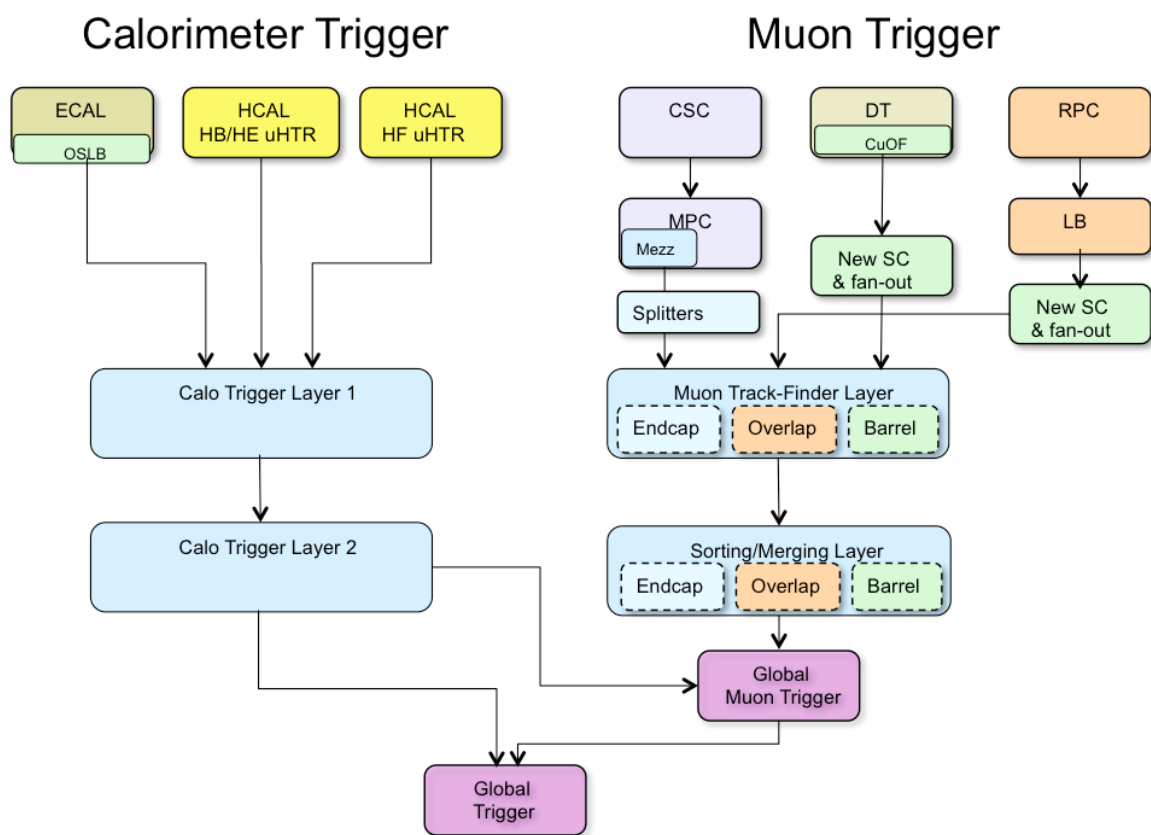 Calorimeter Trigger
Muon Trigger
ECAL
OSLB
HCAL
HB/HE uHTR
HCAL
HF uHTR
CSC
DT
CuOF
RPC
MPC
Mezz
LB
New SC
& fan-out
Splitters
New SC
& fan-out
Calo Trigger Layer 1
Muon Track-Finder Layer
Endcap
Overlap
Barrel
Calo Trigger Layer 2
Sorting/Merging Layer
Endcap
Overlap
Barrel
Global
Muon Trigger
Global
Trigger